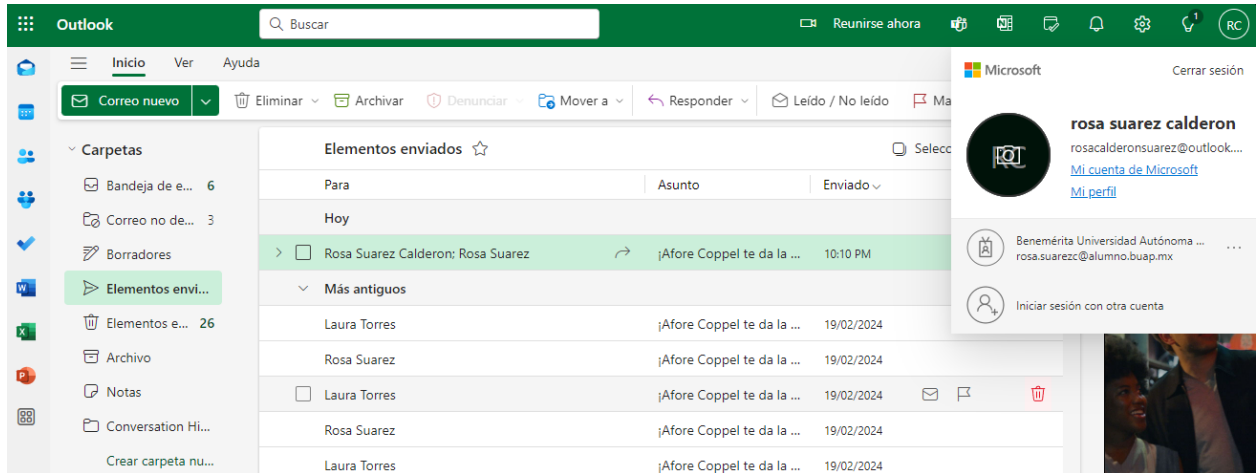 Outlook
Buscar
Reunirse ahora
1
RC
Inicio Ver Ayuda
Correo nuevo Eliminar Archivar Denunciar Mover a Responder Leído / No leído Ma
Microsoft Cerrar sesión
RC
rosa suarez calderon
rosacalderonsuarez@outlook....
Mi cuenta de Microsoft
Mi perfil
Benemérita Universidad Autónoma ...
rosa.suarezc@alumno.buap.mx
Iniciar sesión con otra cuenta
Carpetas
Bandeja de e... 6
Correo no de... 3
Borradores
Elementos envi...
Elementos e... 26
Archivo
Notas
Conversation Hi...
Crear carpeta nu...
Elementos enviados Selecc
Para Asunto Enviado
Hoy
Rosa Suarez Calderon; Rosa Suarez ¡Afore Coppel te da la ... 10:10 PM
Más antiguos
Laura Torres ¡Afore Coppel te da la ... 19/02/2024
Rosa Suarez ¡Afore Coppel te da la ... 19/02/2024
Laura Torres ¡Afore Coppel te da la ... 19/02/2024
Rosa Suarez ¡Afore Coppel te da la ... 19/02/2024
Laura Torres ¡Afore Coppel te da la ... 19/02/2024